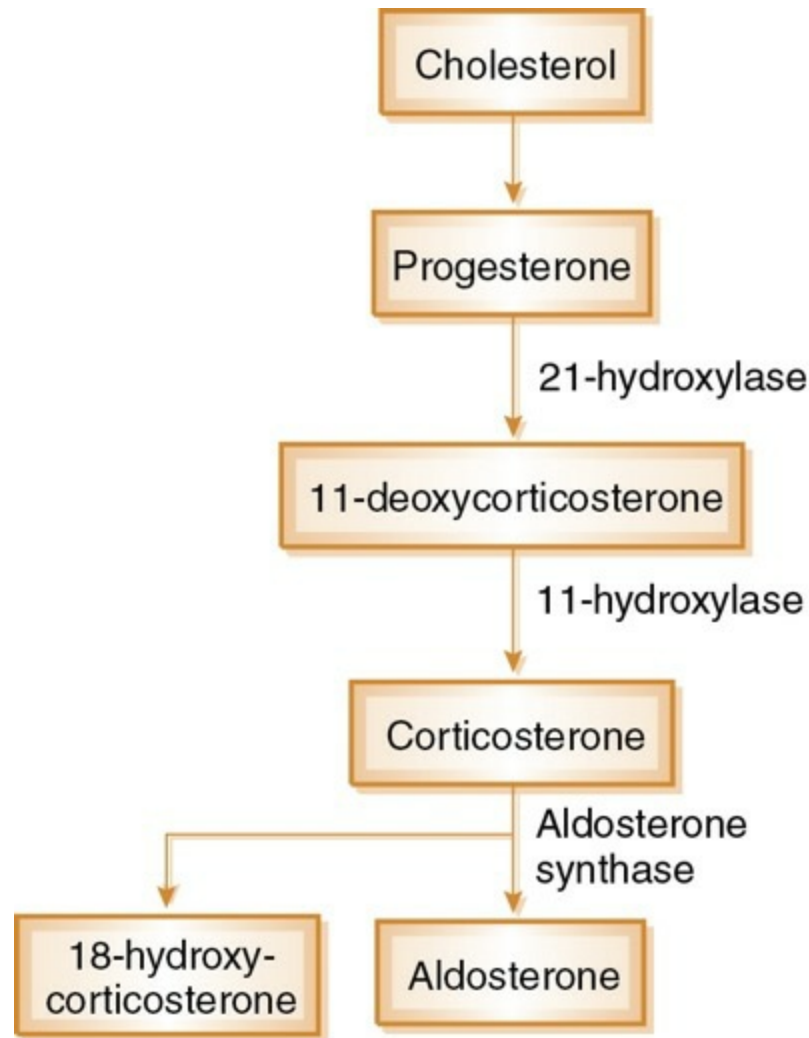 Cholesterol
Progesterone
21-hydroxylase
11-deoxycorticosterone
11-hydroxylase
Corticosterone
Aldosterone
synthase
18-hydroxy-
corticosterone
Aldosterone